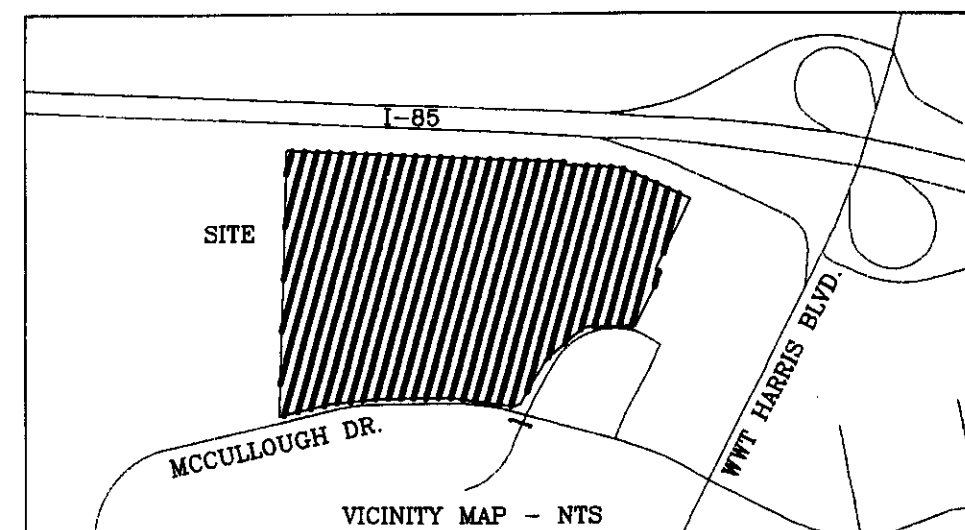 I-85
SITE
WWT HARRIS BLVD.
MCCULLOUGH DR.
VICINITY MAP - NTS